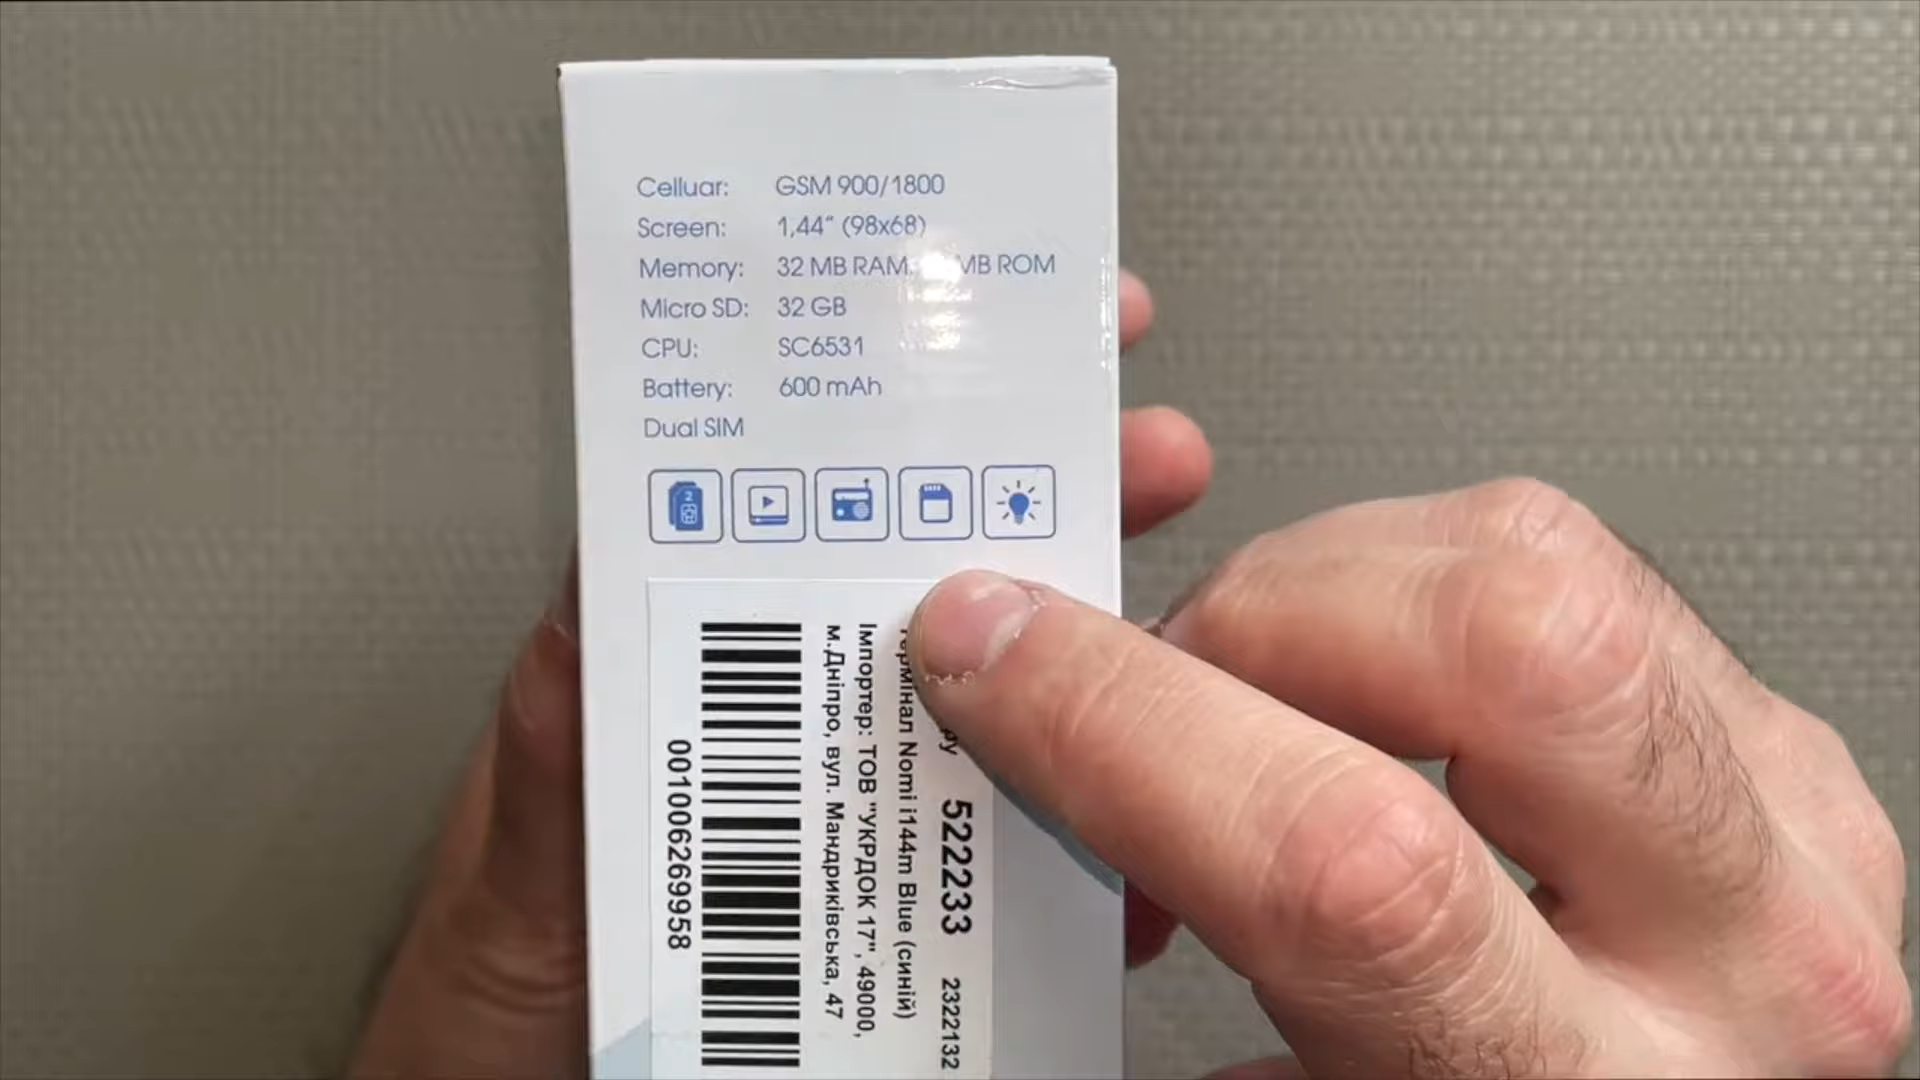 Celluar: GSM 900/1800
Screen: 1,44“ (98x68)
Memory: 32 MB RAM, MB ROM
Micro SD: 32 GB
CPU: SC6531
Battery: 600 mAh
Dual SIM
2
522233 2322132
Термінал Nomi i144m Blue (синій)
Імпортер: ТОВ "УКРДОК 17", 49000,
м.Дніпро, вул. Мандриківська, 47
001006269958